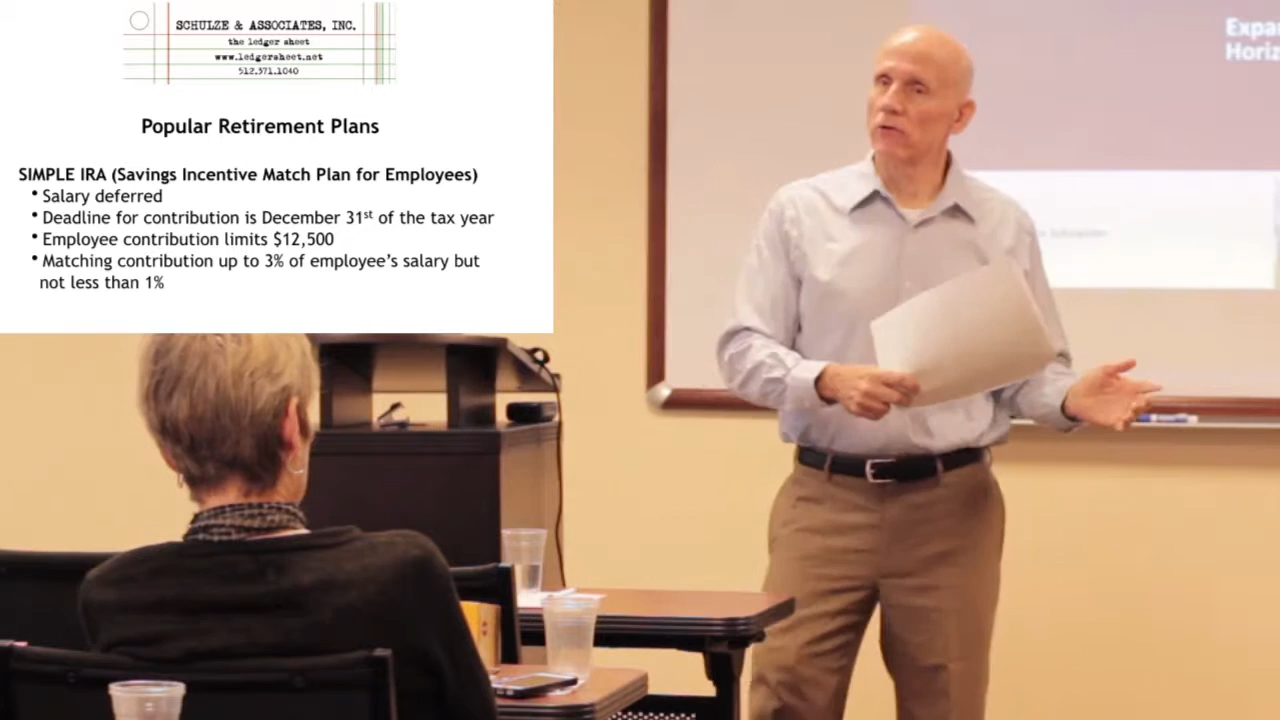 SCHULZE & ASSOCIATES, INC.
the ledger sheet
www.ledgersheet.net
512.371.1040
Popular Retirement Plans
SIMPLE IRA (Savings Incentive Match Plan for Employees)
• Salary deferred
• Deadline for contribution is December 31st of the tax year
• Employee contribution limits $12,500
• Matching contribution up to 3% of employee's salary but
not less than 1%